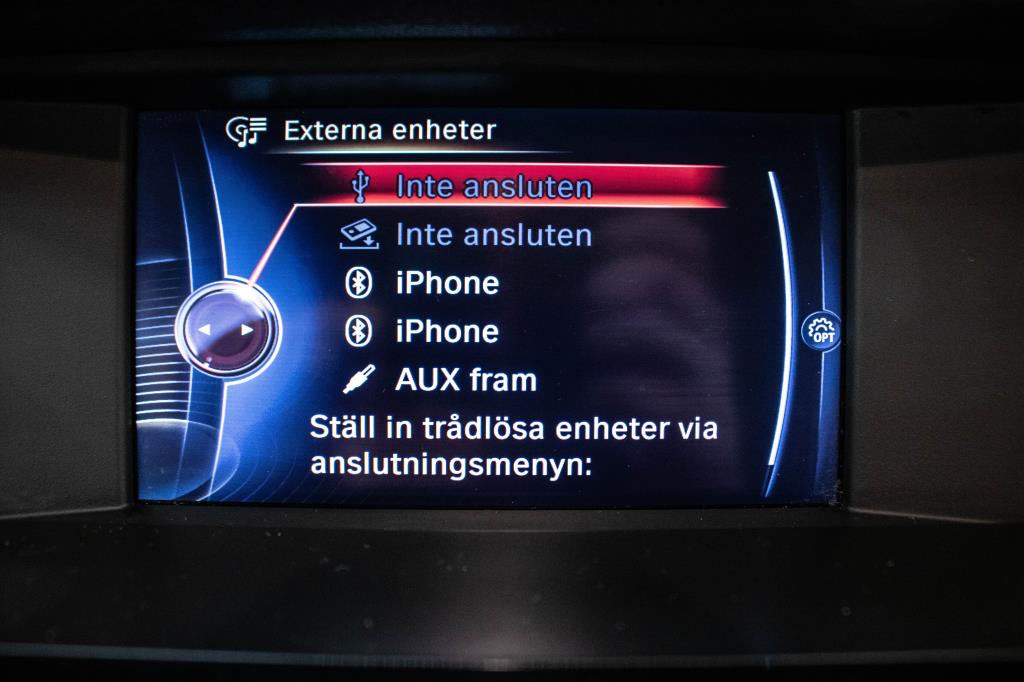 Externa enheter
Inte ansluten
Inte ansluten
iPhone
iPhone
AUX fram
OPT
Ställ in trådlösa enheter via
anslutningsmenyn: